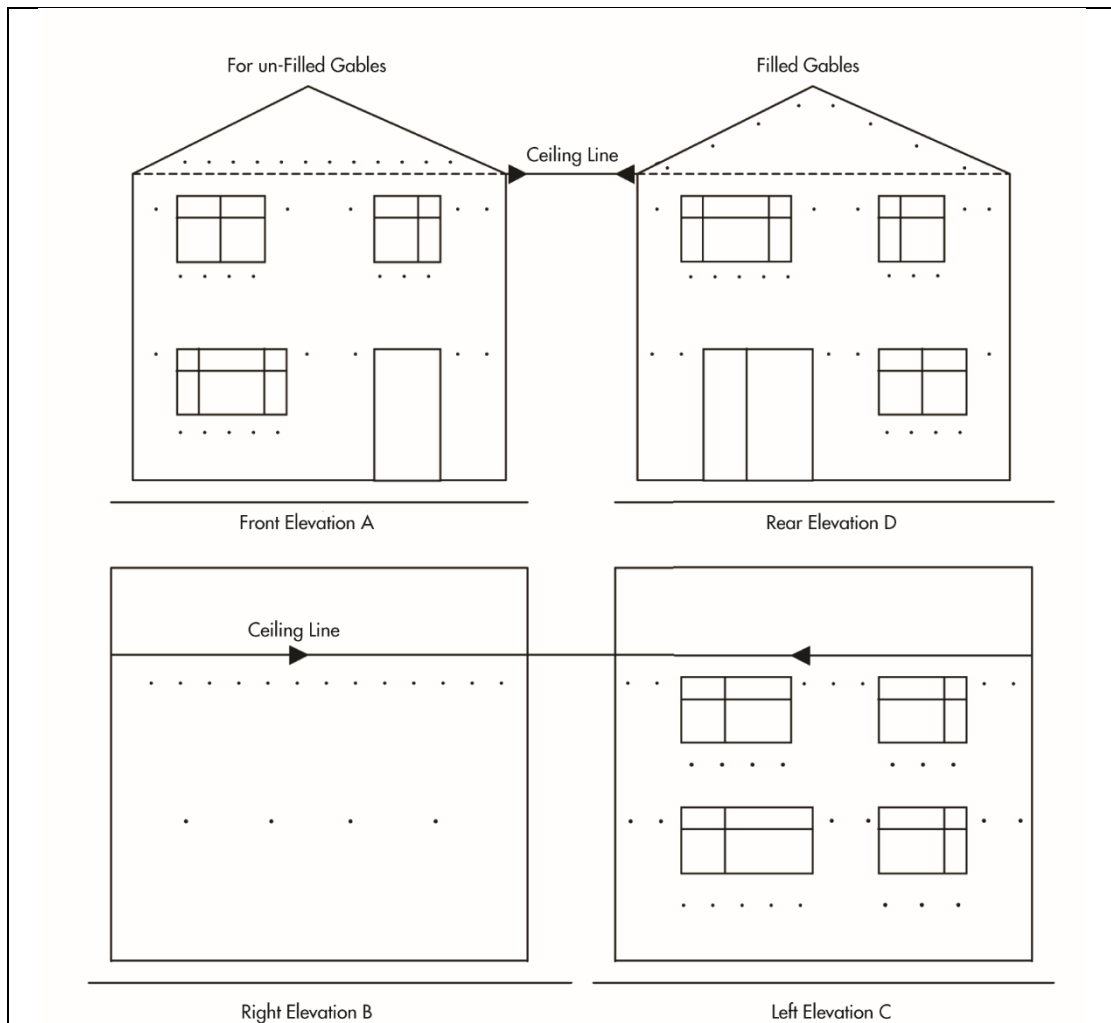 For un-Filled Gables
Filled Gables
Ceiling Line
Front Elevation A
Rear Elevation D
Ceiling Line
Right Elevation B
Left Elevation C